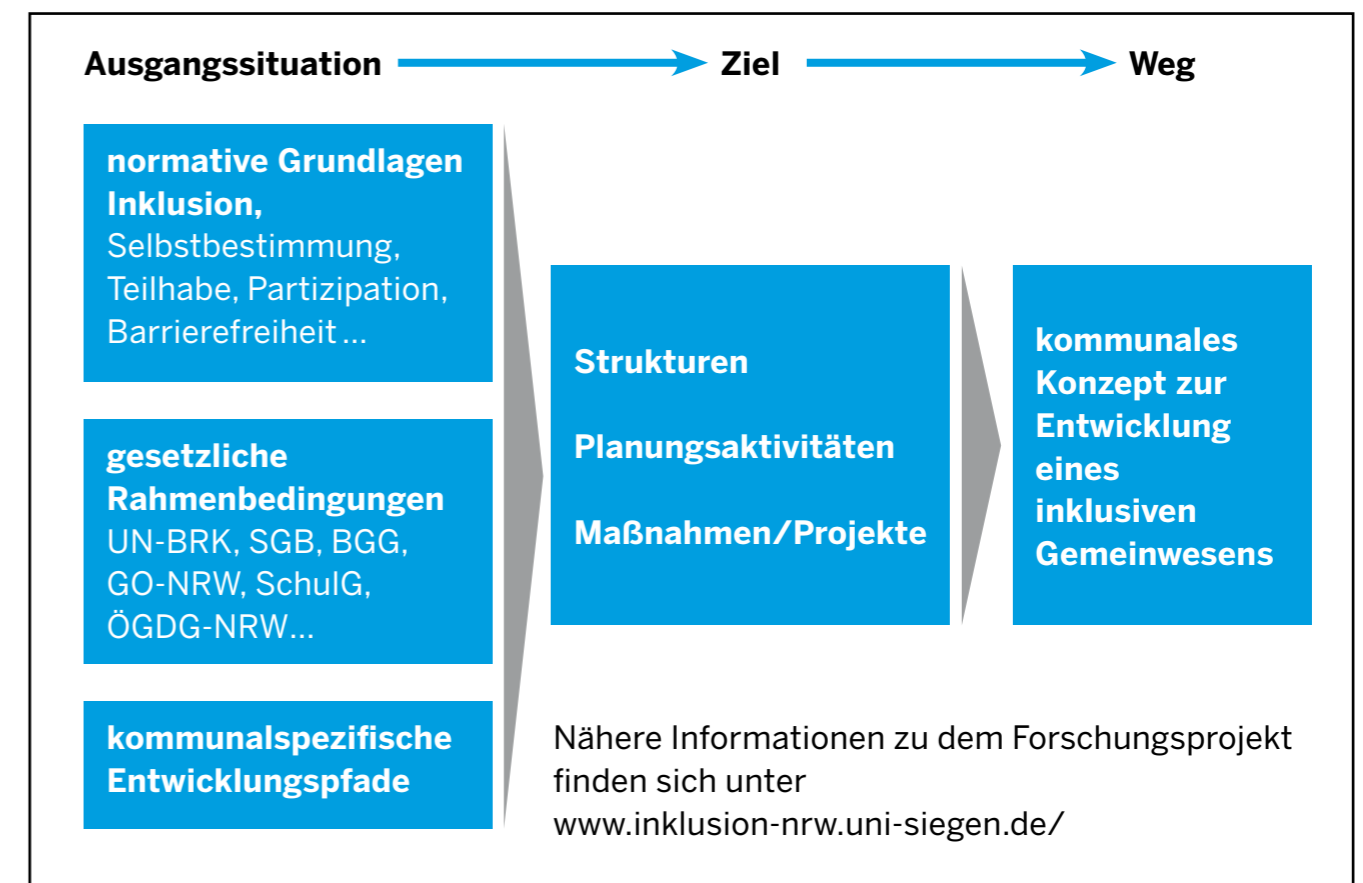 Ausgangssituation Ziel Weg
normative Grundlagen
Inklusion,
Selbstbestimmung,
Teilhabe, Partizipation,
Barrierefreiheit ...
gesetzliche
Rahmenbedingungen
UN-BRK, SGB, BGG,
GO-NRW, SchulG,
ÖGDG-NRW...
kommunalspezifische
Entwicklungspfade
Strukturen
Planungsaktivitäten
Maßnahmen/Projekte
kommunales
Konzept zur
Entwicklung
eines
inklusiven
Gemeinwesens
Nähere Informationen zu dem Forschungsprojekt
finden sich unter
www.inklusion-nrw.uni-siegen.de/